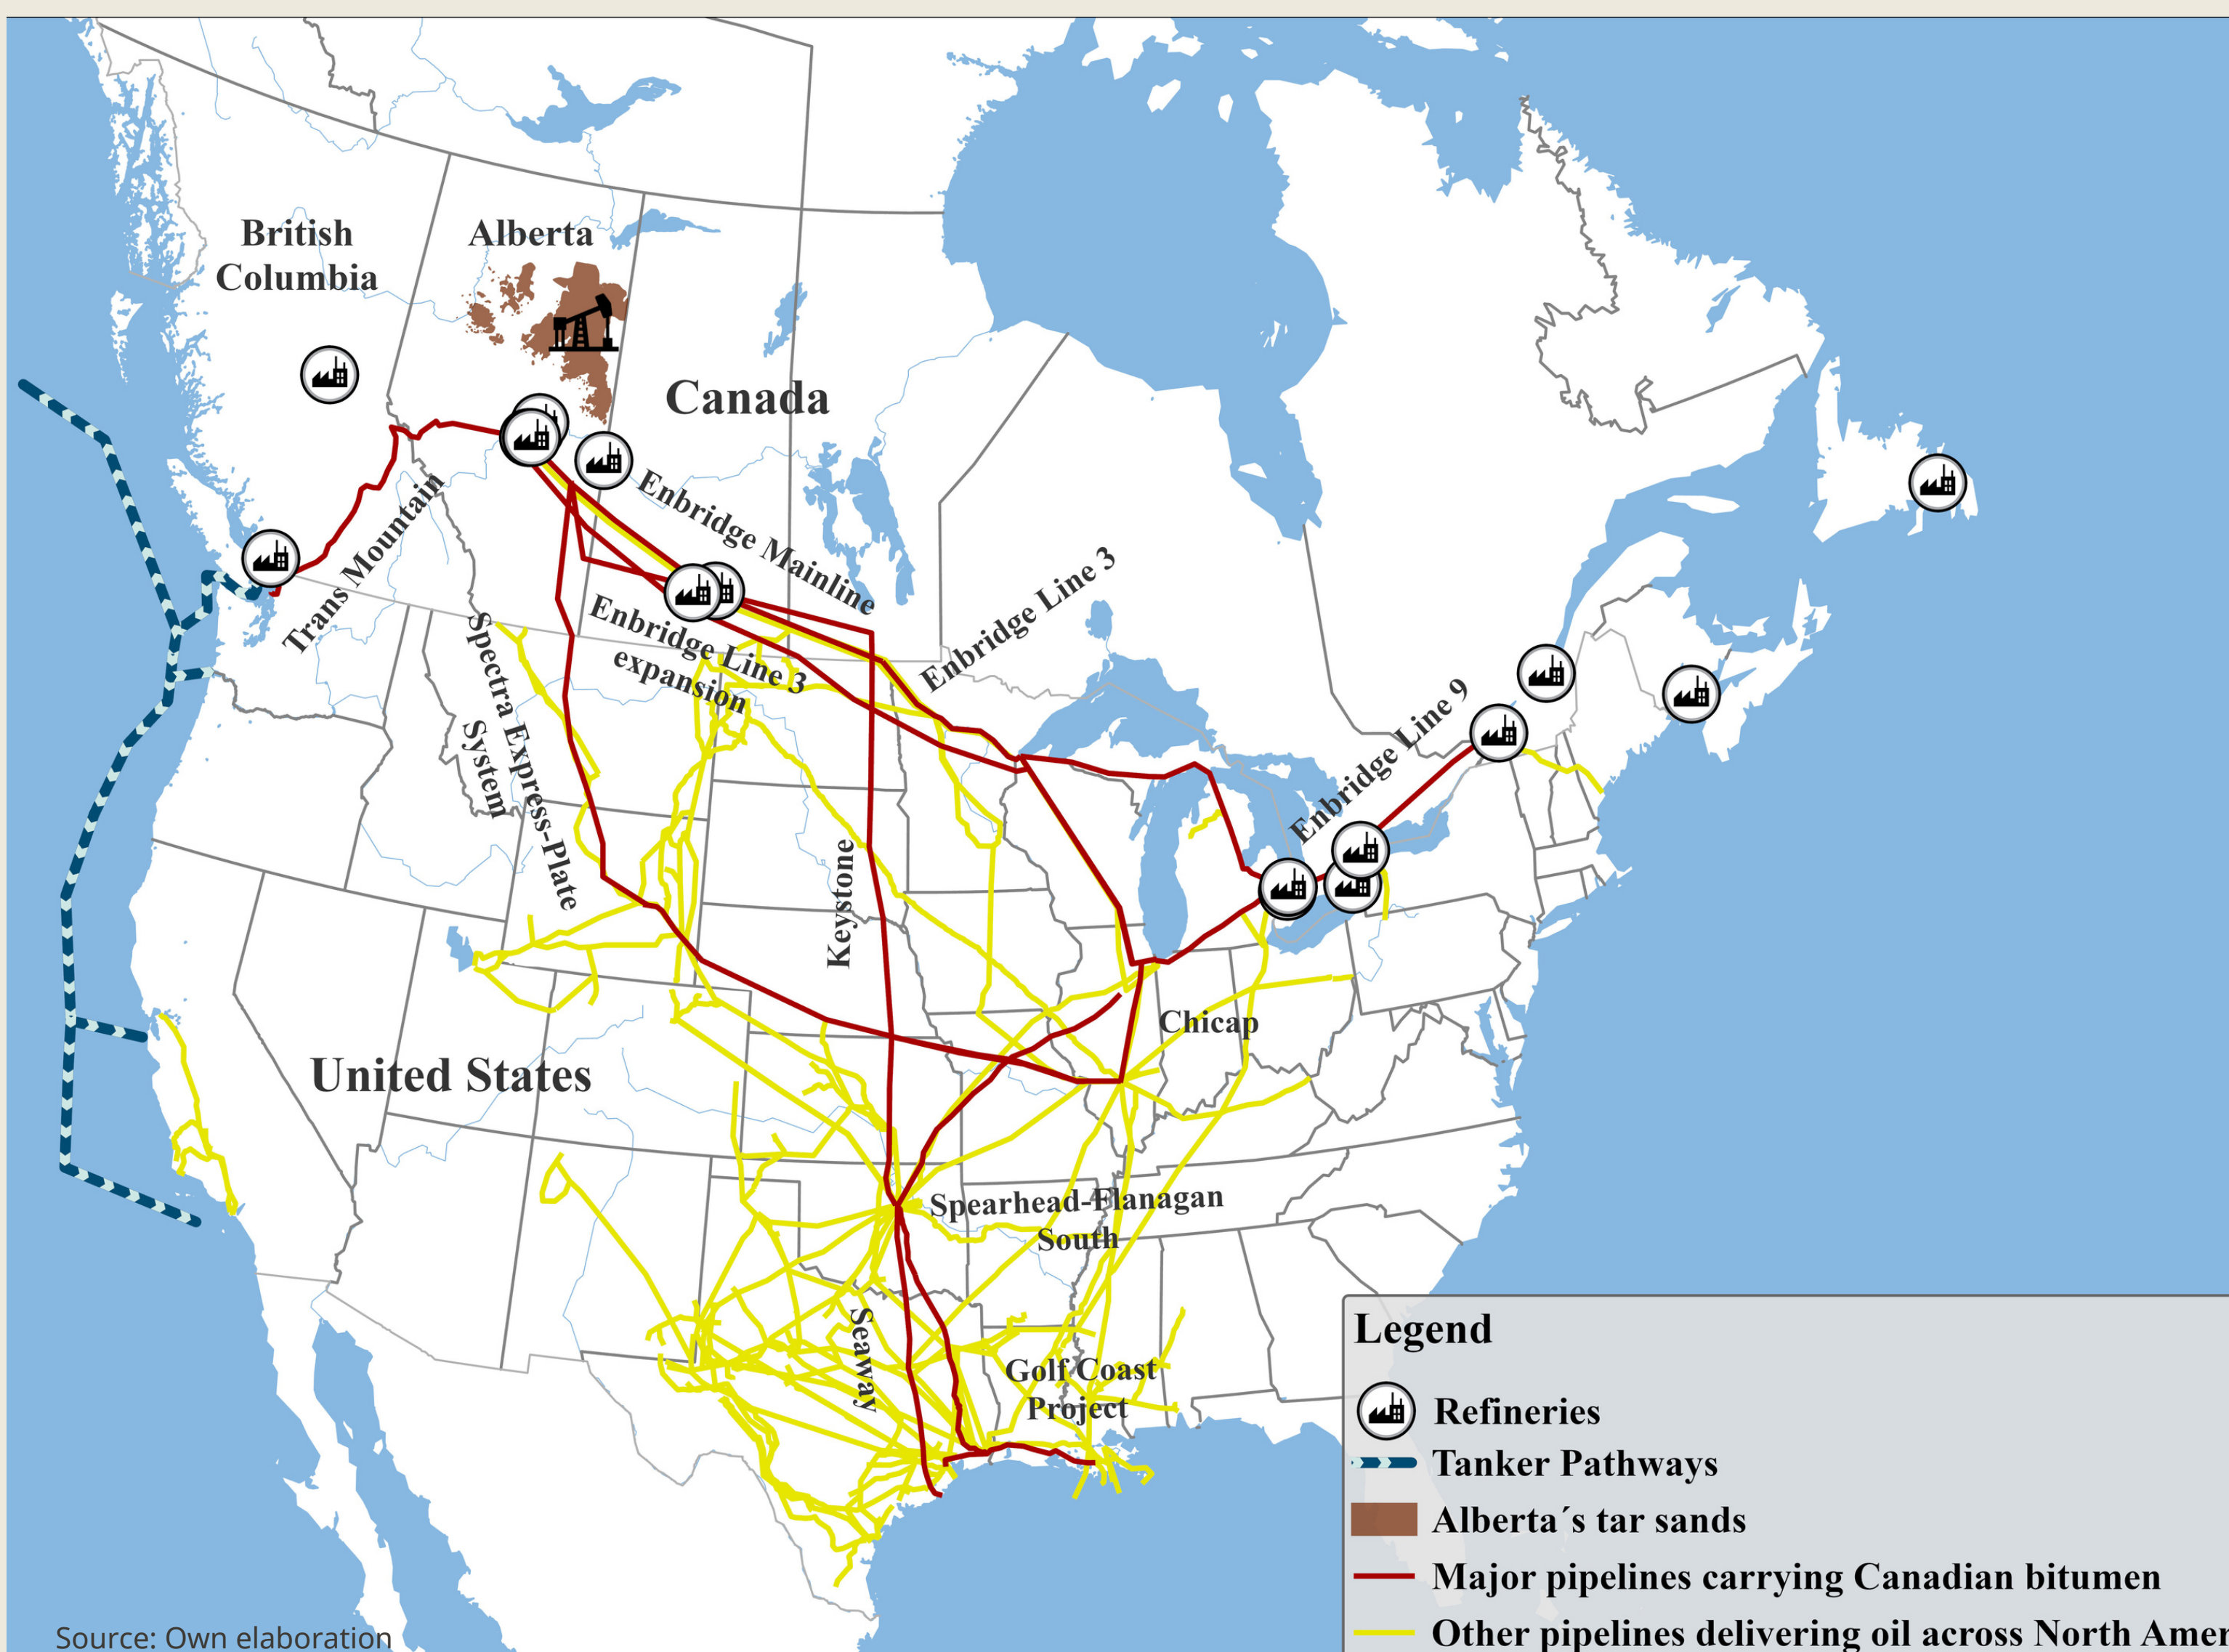 British
Columbia
Alberta
Canada
Trans Mountain
Enbridge Mainline
Enbridge Line 3
expansion
Enbridge Line 3
Enbridge Line 9
Spectra Express-Plate
System
Keystone
Chicap
United States
Spearhead-Flanagan
South
Seaway
Golf Coast
Project
Legend
Refineries
Tanker Pathways
Alberta´s tar sands
Major pipelines carrying Canadian bitumen
Other pipelines delivering oil across North Amer
Source: Own elaboration